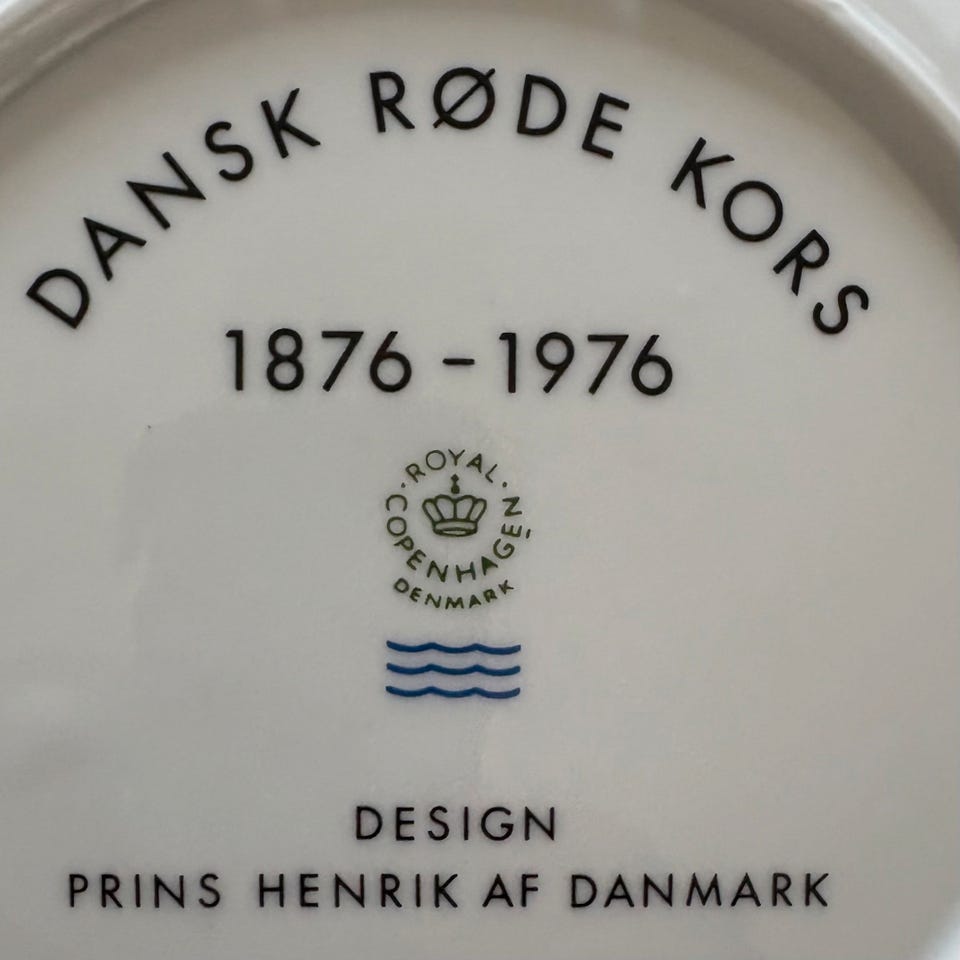 DANSK RØDE KORS
1876 - 1976
ROYAL
COPENHAGEN
DENMARK
DESIGN
PRINS HENRIK AF DANMARK